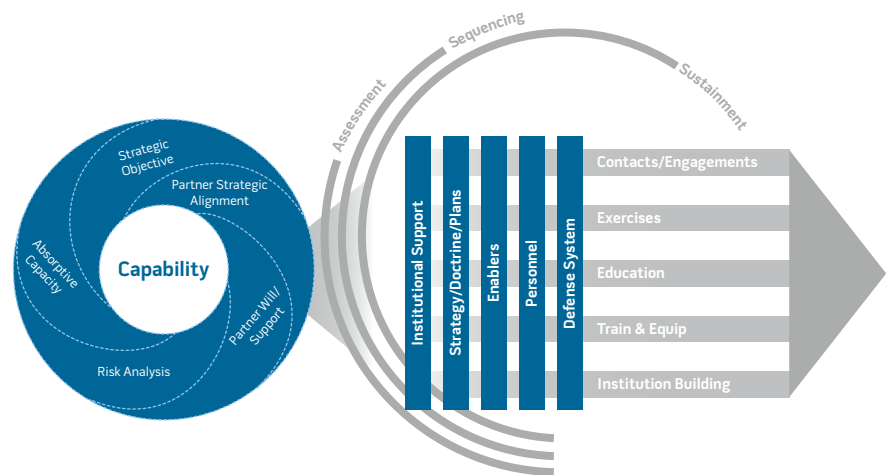 Strategic
Objective
Partner Strategic
Alignment
Absorptive
Capacity
Capability
Partner Will/
Support
Risk Analysis
Assessment
Sequencing
Sustainment
Institutional Support
Strategy/Doctrine/Plans
Enablers
Personnel
Defense System
Contacts/Engagements
Exercises
Education
Train & Equip
Institution Building